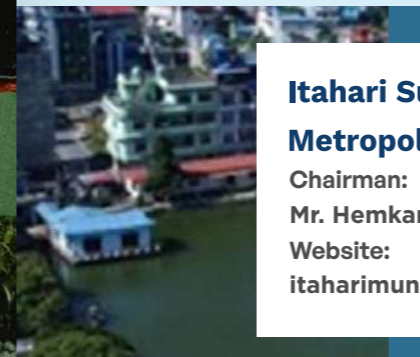 Itahari Su
Metropol
Chairman:
Mr. Hemkar
Website:
itaharimun